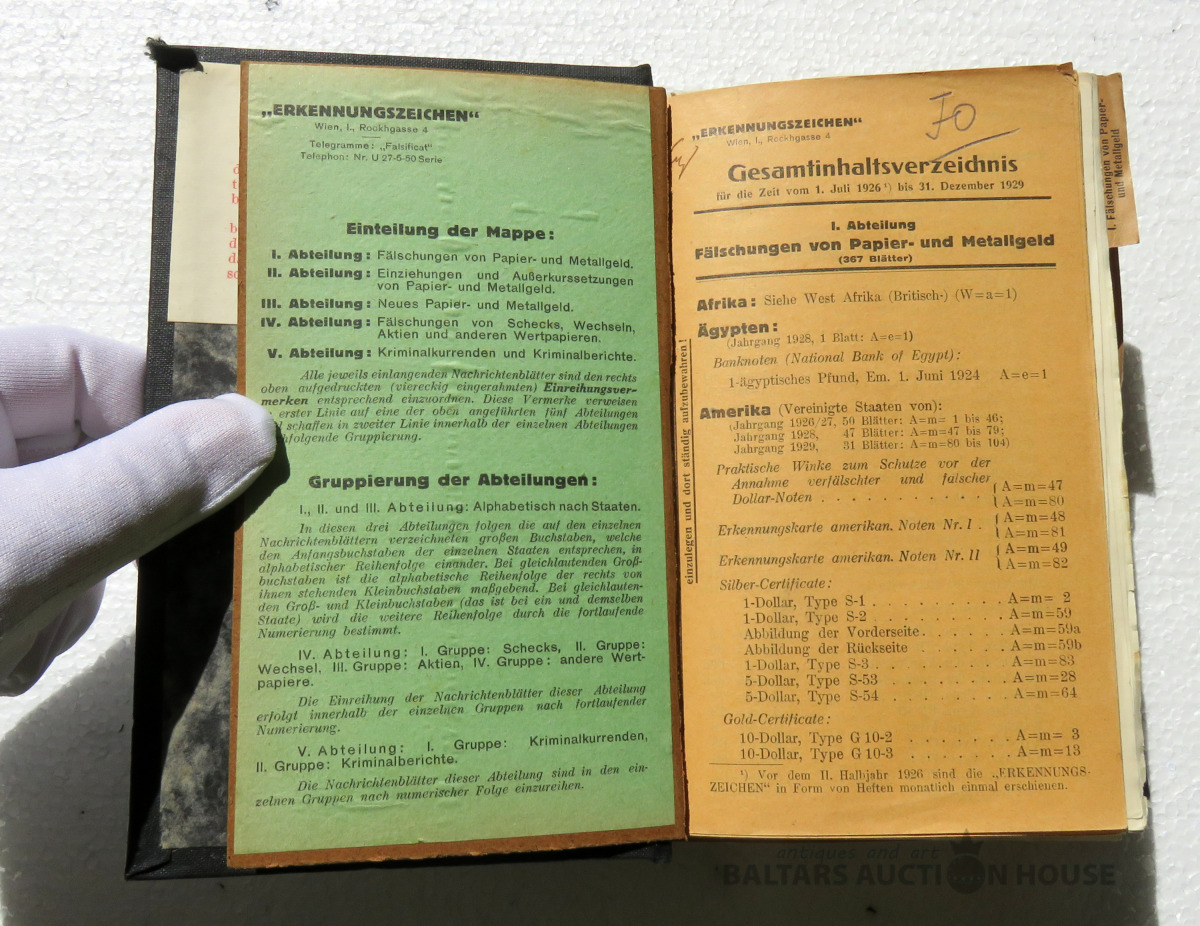 „ERKENNUNGSZEICHEN“
Wien, I., Rockhgasse 4
Telegramme: „Falsificat“
Telephon: Nr. U 27-5-50 Serie
Einteilung der Mappe:
I. Abteilung: Fälschungen von Papier- und Metallgeld.
II. Abteilung: Einziehungen und Außerkurssetzungen
von Papier- und Metallgeld.
III. Abteilung: Neues Papier- und Metallgeld.
IV. Abteilung: Fälschungen von Schecks, Wechseln,
Aktien und anderen Wertpapieren.
V. Abteilung: Kriminalkurrenden und Kriminalberichte.
Alle jeweils einlangenden Nachrichtenblätter sind den rechts
oben aufgedruckten (viereckig eingerahmten) Einreihungsver-
merken entsprechend einzuordnen. Diese Vermerke verweisen
erster Linie auf eine der oben angeführten fünf Abteilungen
schaffen in zweiter Linie innerhalb der einzelnen Abteilungen
hfolgende Gruppierung.
Gruppierung der Abteilungen:
I., II. und III. Abteilung: Alphabetisch nach Staaten.
In diesen drei Abteilungen folgen die auf den einzelnen
Nachrichtenblättern verzeichneten großen Buchstaben, welche
den Anfangsbuchstaben der einzelnen Staaten entsprechen, in
alphabetischer Reihenfolge einander. Bei gleichlautenden Groß-
buchstaben ist die alphabetische Reihenfolge der rechts von
ihnen stehenden Kleinbuchstaben maßgebend. Bei gleichlauten-
den Groß- und Kleinbuchstaben (das ist bei ein und demselben
Staate) wird die weitere Reihenfolge durch die fortlaufende
Numerierung bestimmt.
IV. Abteilung: I. Gruppe: Schecks, II. Gruppe:
Wechsel, III. Gruppe: Aktien, IV. Gruppe: andere Wert-
papiere.
Die Einreihung der Nachrichtenblätter dieser Abteilung
erfolgt innerhalb der einzelnen Gruppen nach fortlaufender
Numerierung.
V. Abteilung: I. Gruppe: Kriminalkurrenden,
II. Gruppe: Kriminalberichte.
Die Nachrichtenblätter dieser Abteilung sind in den ein-
zelnen Gruppen nach numerischer Folge einzureihen.
einzulegen und dort ständig aufzubewahren!
„ERKENNUNGSZEICHEN“
Wien, I., Rockhgasse 4
Gesamtinhaltsverzeichnis
für die Zeit vom 1. Juli 1926¹) bis 31. Dezember 1929
I. Abteilung
Fälschungen von Papier- und Metallgeld
(367 Blätter)
Afrika: Siehe West Afrika (Britisch-) (W=a=1)
Ägypten:
(Jahrgang 1928, 1 Blatt: A=e=1)
Banknoten (National Bank of Egypt):
1-ägyptisches Pfund, Em. 1. Juni 1924 A=e=1
Amerika (Vereinigte Staaten von):
(Jahrgang 1926/27, 50 Blätter: A=m= 1 bis 46;
Jahrgang 1928, 47 Blätter: A=m=47 bis 79;
Jahrgang 1929, 31 Blätter: A=m=80 bis 104)
Praktische Winke zum Schutze vor der
Annahme verfälschter und falscher
Dollar-Noten . . . . . . . . . . . { A=m=47
A=m=80
Erkennungskarte amerikan. Noten Nr. I . { A=m=48
A=m=81
Erkennungskarte amerikan. Noten Nr. II { A=m=49
A=m=82
Silber-Certificate:
1-Dollar, Type S-1 . . . . . . . . . A=m= 2
1-Dollar, Type S-2 . . . . . . . . . A=m=59
Abbildung der Vorderseite . . . . . . A=m=59a
Abbildung der Rückseite . . . . . . A=m=59b
1-Dollar, Type S-3 . . . . . . . . . A=m=83
5-Dollar, Type S-53 . . . . . . . . A=m=28
5-Dollar, Type S-54 . . . . . . . . A=m=64
Gold-Certificate:
10-Dollar, Type G 10-2 . . . . . . . A=m= 3
10-Dollar, Type G 10-3 . . . . . . . A=m=13
¹) Vor dem II. Halbjahr 1926 sind die „ERKENNUNGS-
ZEICHEN“ in Form von Heften monatlich einmal erschienen.
I. Fälschungen von Papier-
und Metallgeld
antiques and art
BALTARS AUCTION HOUSE